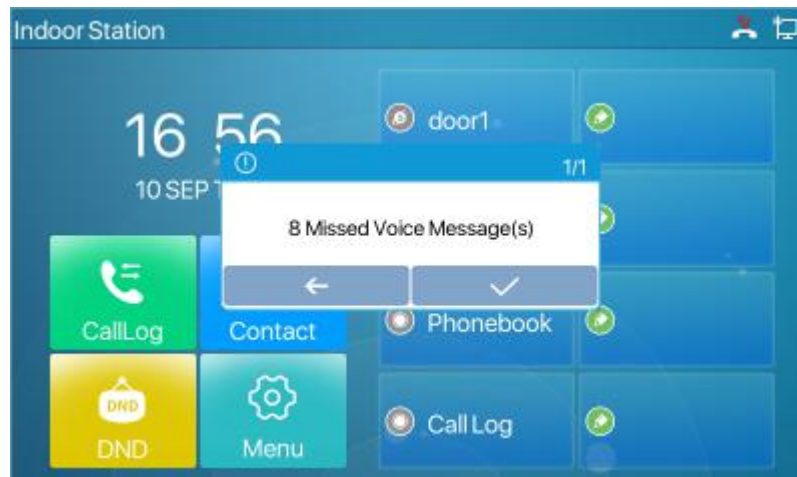 Indoor Station
16 56
10 SEP
1/1
8 Missed Voice Message(s)
door1
CallLog
Contact
Phonebook
DND
DND
Menu
Call Log